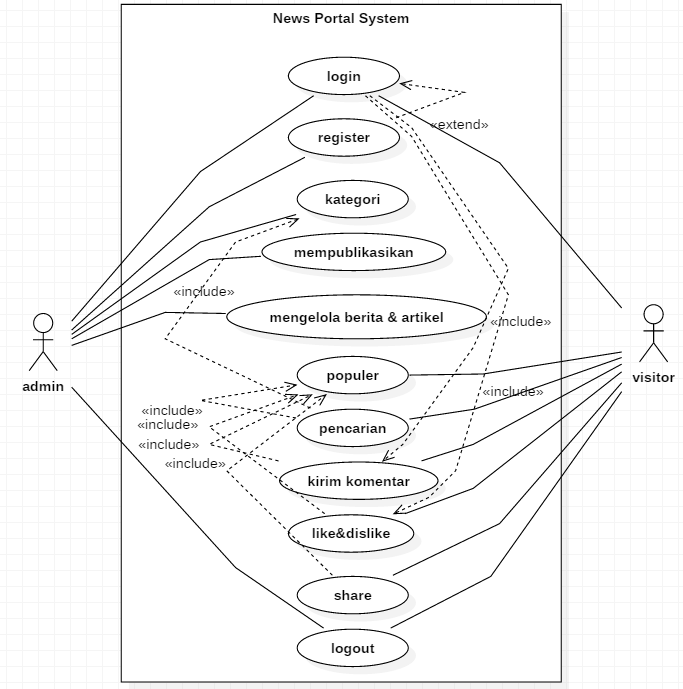 News Portal System
login
«extend»
register
kategori
mempublikasikan
«include»
mengelola berita & artikel
«include»
admin
visitor
populer
«include»
«include»
«include»
pencarian
«include»
«include»
kirim komentar
like&dislike
share
logout